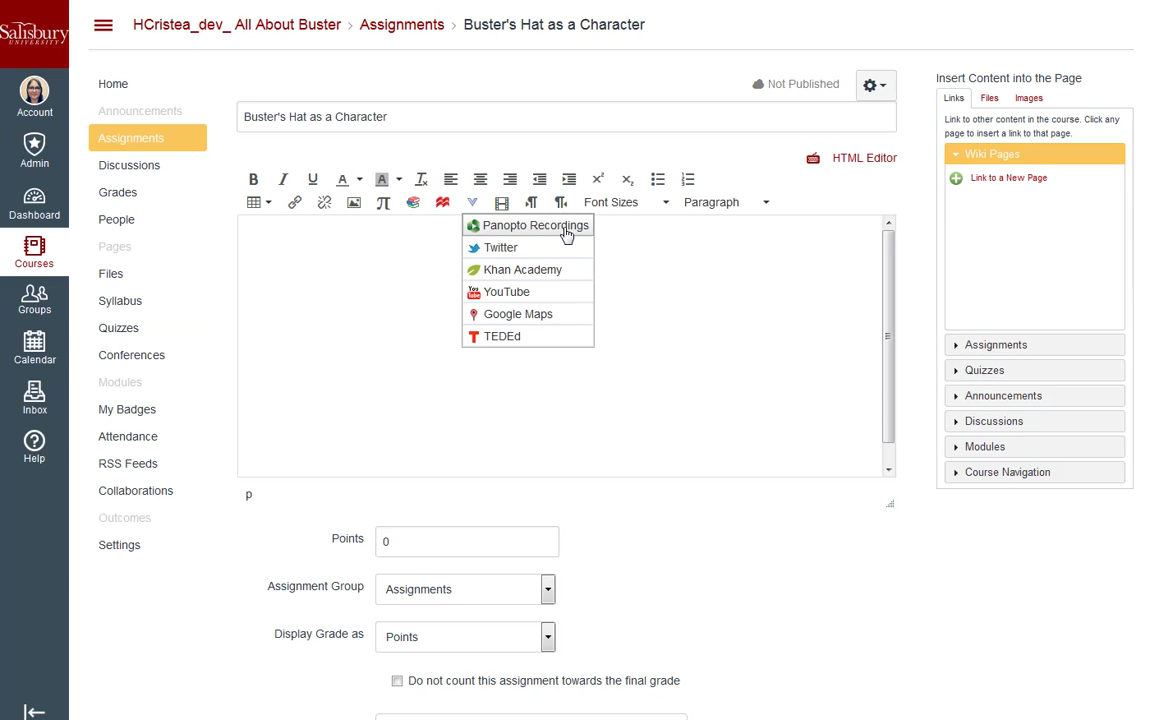 Salisbury
UNIVERSITY
HCristea_dev_ All About Buster › Assignments › Buster's Hat as a Character
Account
Admin
Dashboard
Courses
Groups
Calendar
Inbox
Help
Home
Announcements
Assignments
Discussions
Grades
People
Pages
Files
Syllabus
Quizzes
Conferences
Modules
My Badges
Attendance
RSS Feeds
Collaborations
Outcomes
Settings
Not Published
Buster's Hat as a Character
HTML Editor
Font Sizes
Paragraph
Panopto Recordings
Twitter
Khan Academy
YouTube
Google Maps
TEDEd
p
Points 0
Assignment Group Assignments
Display Grade as Points
Do not count this assignment towards the final grade
Insert Content into the Page
Links Files Images
Link to other content in the course. Click any
page to insert a link to that page.
Wiki Pages
Link to a New Page
Assignments
Quizzes
Announcements
Discussions
Modules
Course Navigation